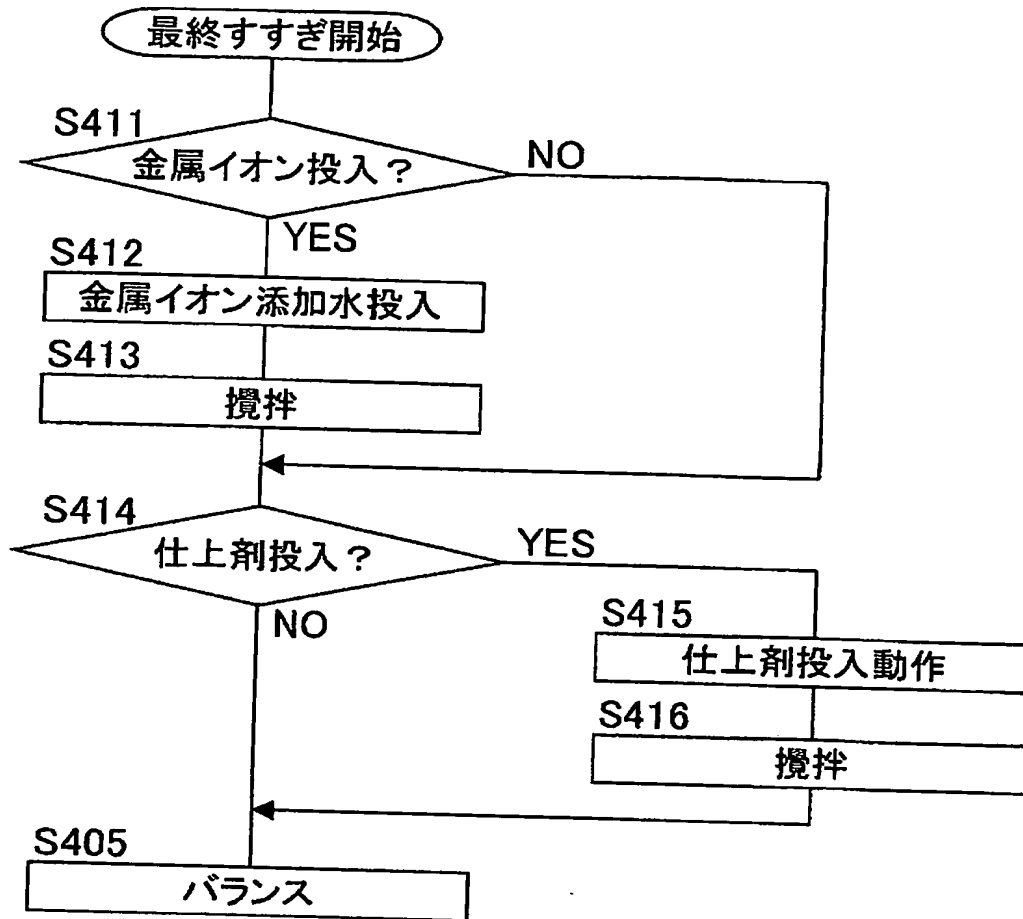 最終すすぎ開始
S411
金属イオン投入?
NO
YES
S412
金属イオン添加水投入
S413
攪拌
S414
仕上剤投入?
YES
NO
S415
仕上剤投入動作
S416
攪拌
S405
バランス